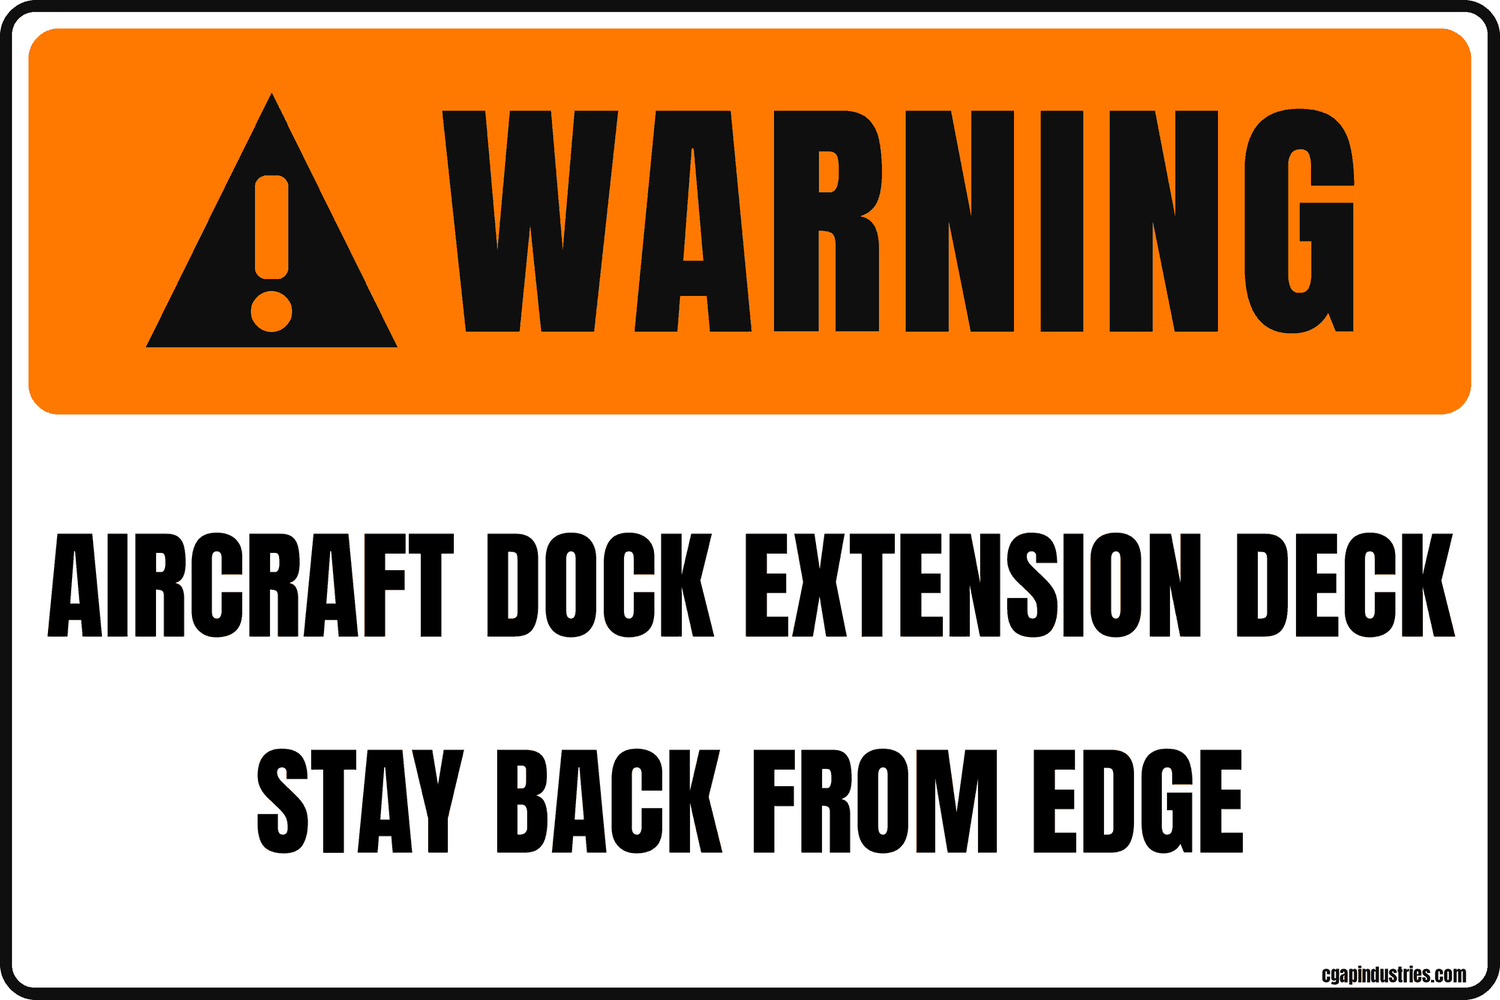 WARNING
AIRCRAFT DOCK EXTENSION DECK
STAY BACK FROM EDGE
cgapindustries.com